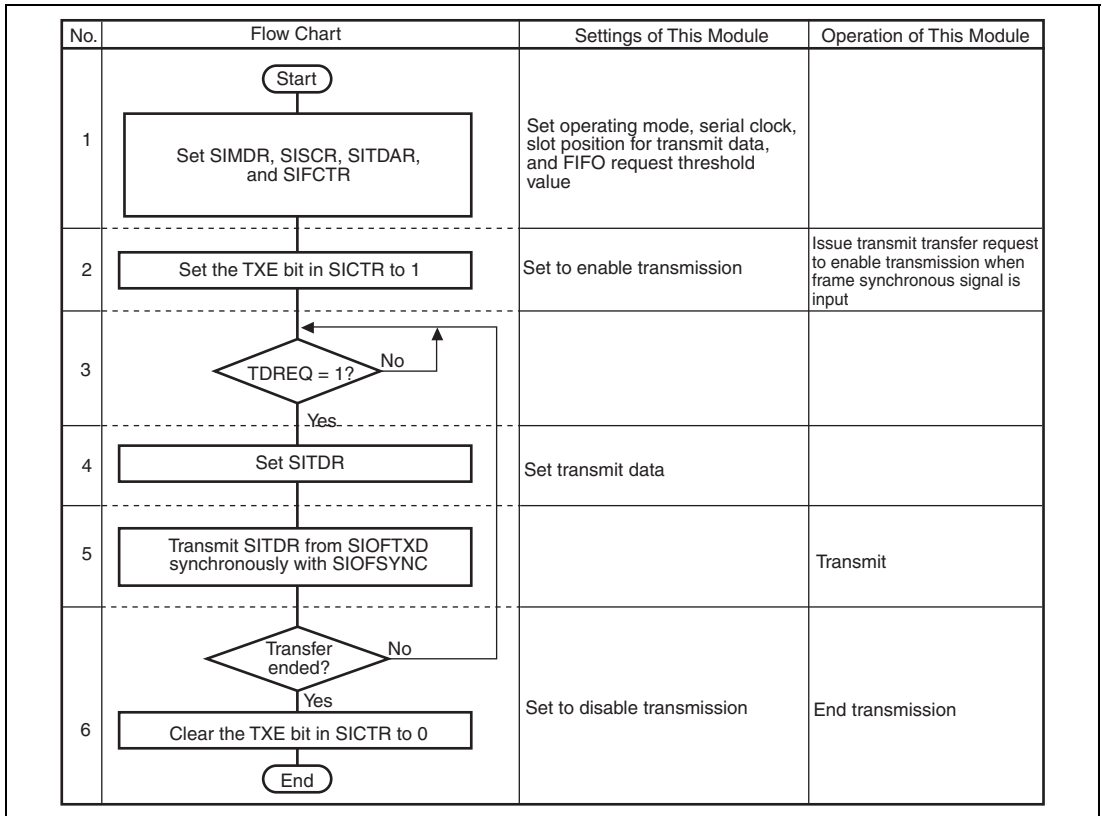 No.
Flow Chart
Settings of This Module
Operation of This Module
Start
1
Set SIMDR, SISCR, SITDAR,
and SIFCTR
Set operating mode, serial clock,
slot position for transmit data,
and FIFO request threshold
value
2
Set the TXE bit in SICTR to 1
Set to enable transmission
Issue transmit transfer request
to enable transmission when
frame synchronous signal is
input
3
TDREQ = 1?
No
Yes
4
Set SITDR
Set transmit data
5
Transmit SITDR from SIOFTXD
synchronously with SIOFSYNC
Transmit
Transfer
ended?
No
Yes
6
Clear the TXE bit in SICTR to 0
Set to disable transmission
End transmission
End